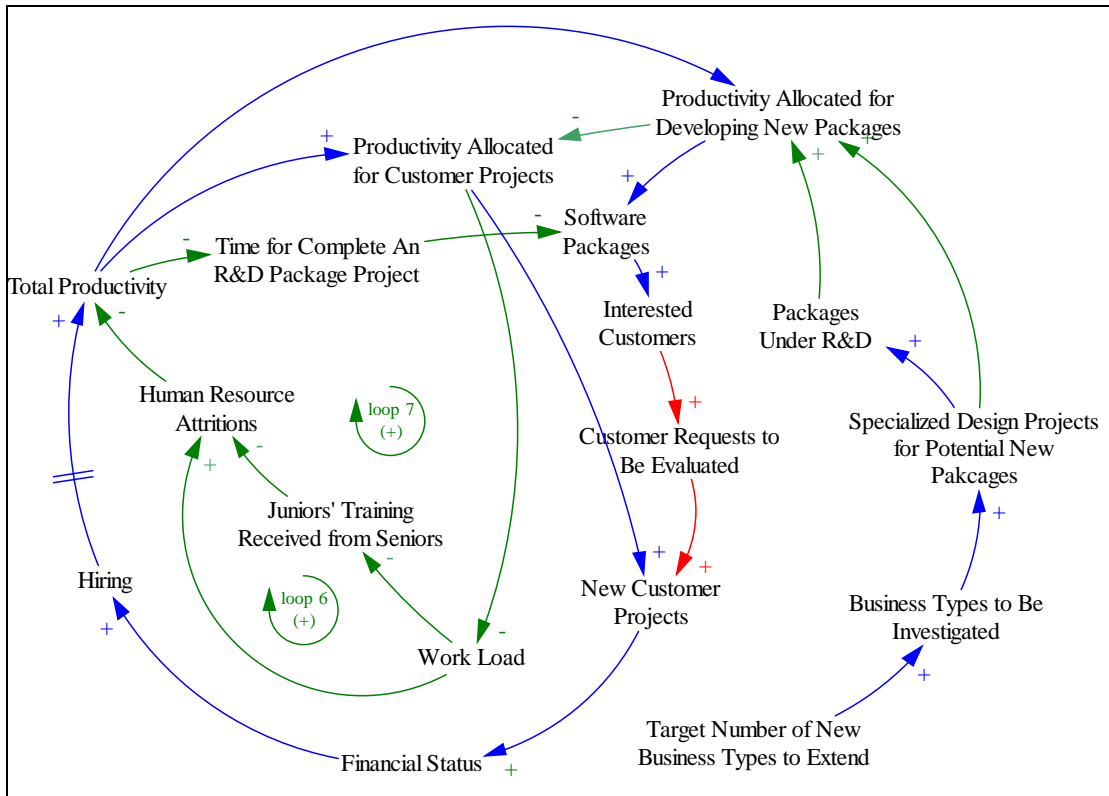 Productivity Allocated for
Developing New Packages
+
+
-
+
Productivity Allocated
for Customer Projects
+
-
Software
Packages
-
Time for Complete An
R&D Package Project
+
Total Productivity
+
-
Interested
Customers
Packages
Under R&D
+
Human Resource
Attritions
loop 7
(+)
+
Customer Requests to
Be Evaluated
Specialized Design Projects
for Potential New
Pakcages
-
+
Juniors' Training
Received from Seniors
+
-
+
+
Hiring
+
loop 6
(+)
New Customer
Projects
Business Types to Be
Investigated
-
Work Load
+
Target Number of New
Business Types to Extend
Financial Status
+